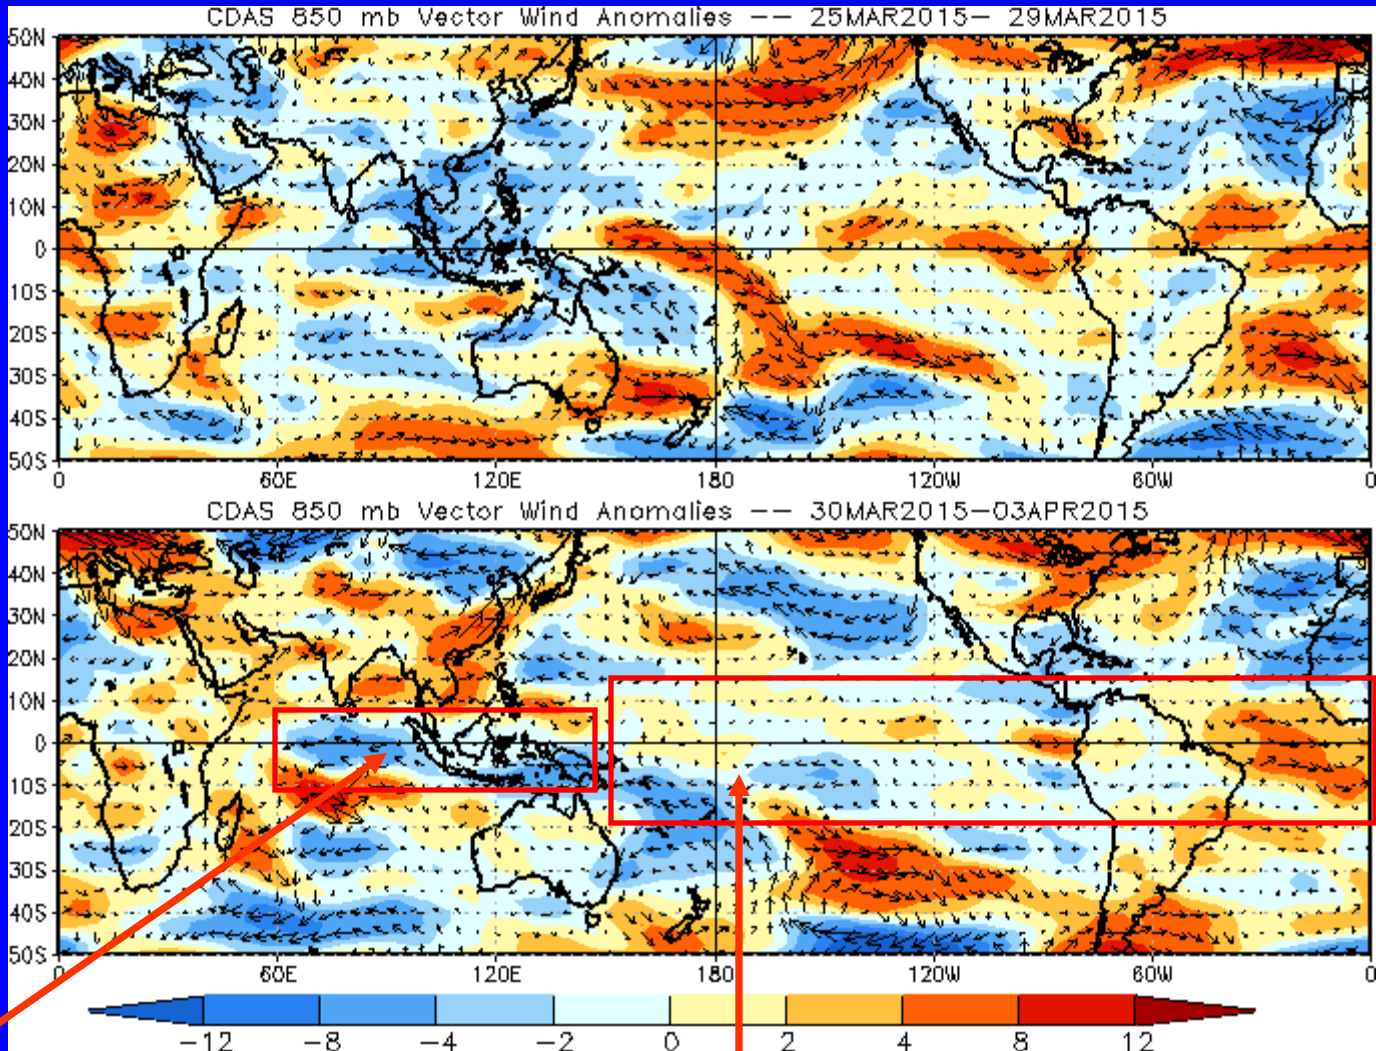 CDAS 850 mb Vector Wind Anomalies -- 25MAR2015- 29MAR2015
50N
40N
30N
20N
10N
0
10S
20S
30S
40S
50S
0 60E 120E 180 120W 60W 0
CDAS 850 mb Vector Wind Anomalies -- 30MAR2015-03APR2015
50N
40N
30N
20N
10N
0
10S
20S
30S
40S
50S
0 60E 120E 180 120W 60W 0
-12 -8 -4 -2 0 2 4 8 12